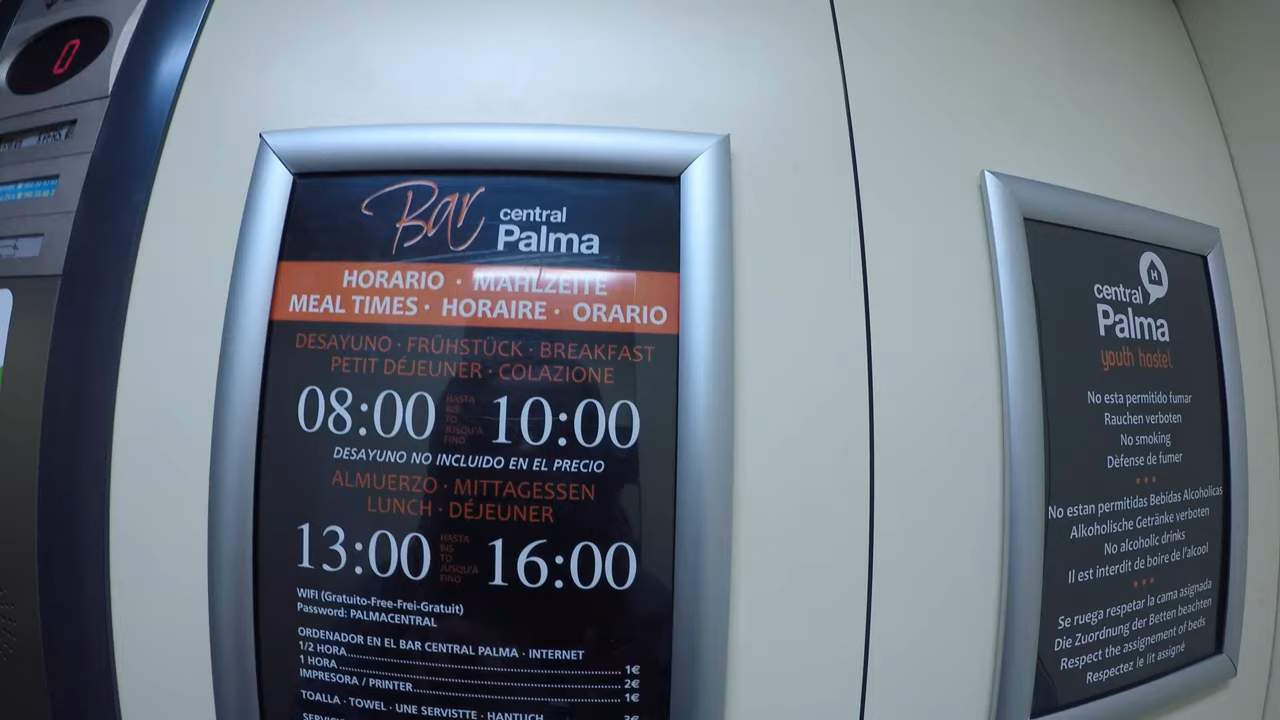 0
Bar central Palma
HORARIO · MAHLZEITE
MEAL TIMES · HORAIRE · ORARIO
DESAYUNO · FRÜHSTÜCK · BREAKFAST
PETIT DÉJEUNER · COLAZIONE
08:00 HASTA BIS TO JUSQU'À FINO 10:00
DESAYUNO NO INCLUIDO EN EL PRECIO
ALMUERZO · MITTAGESSEN
LUNCH · DÉJEUNER
13:00 HASTA BIS TO JUSQU'À FINO 16:00
WIFI (Gratuito-Free-Frei-Gratuit)
Password: PALMACENTRAL
ORDENADOR EN EL BAR CENTRAL PALMA · INTERNET
1/2 HORA 1€
1 HORA 2€
IMPRESORA / PRINTER 1€
TOALLA · TOWEL · UNE SERVISTTE · HANTUCH
H
central
Palma
youth hostel
No esta permitido fumar
Rauchen verboten
No smoking
Dèfense de fumer
No estan permitidas Bebidas Alcoholicas
Alkoholische Getränke verboten
No alcoholic drinks
Il est interdit de boire de l'alcool
Se ruega respetar la cama asignada
Die Zuordnung der Betten beachten
Respect the assignement of beds
Respectez le lit assigné